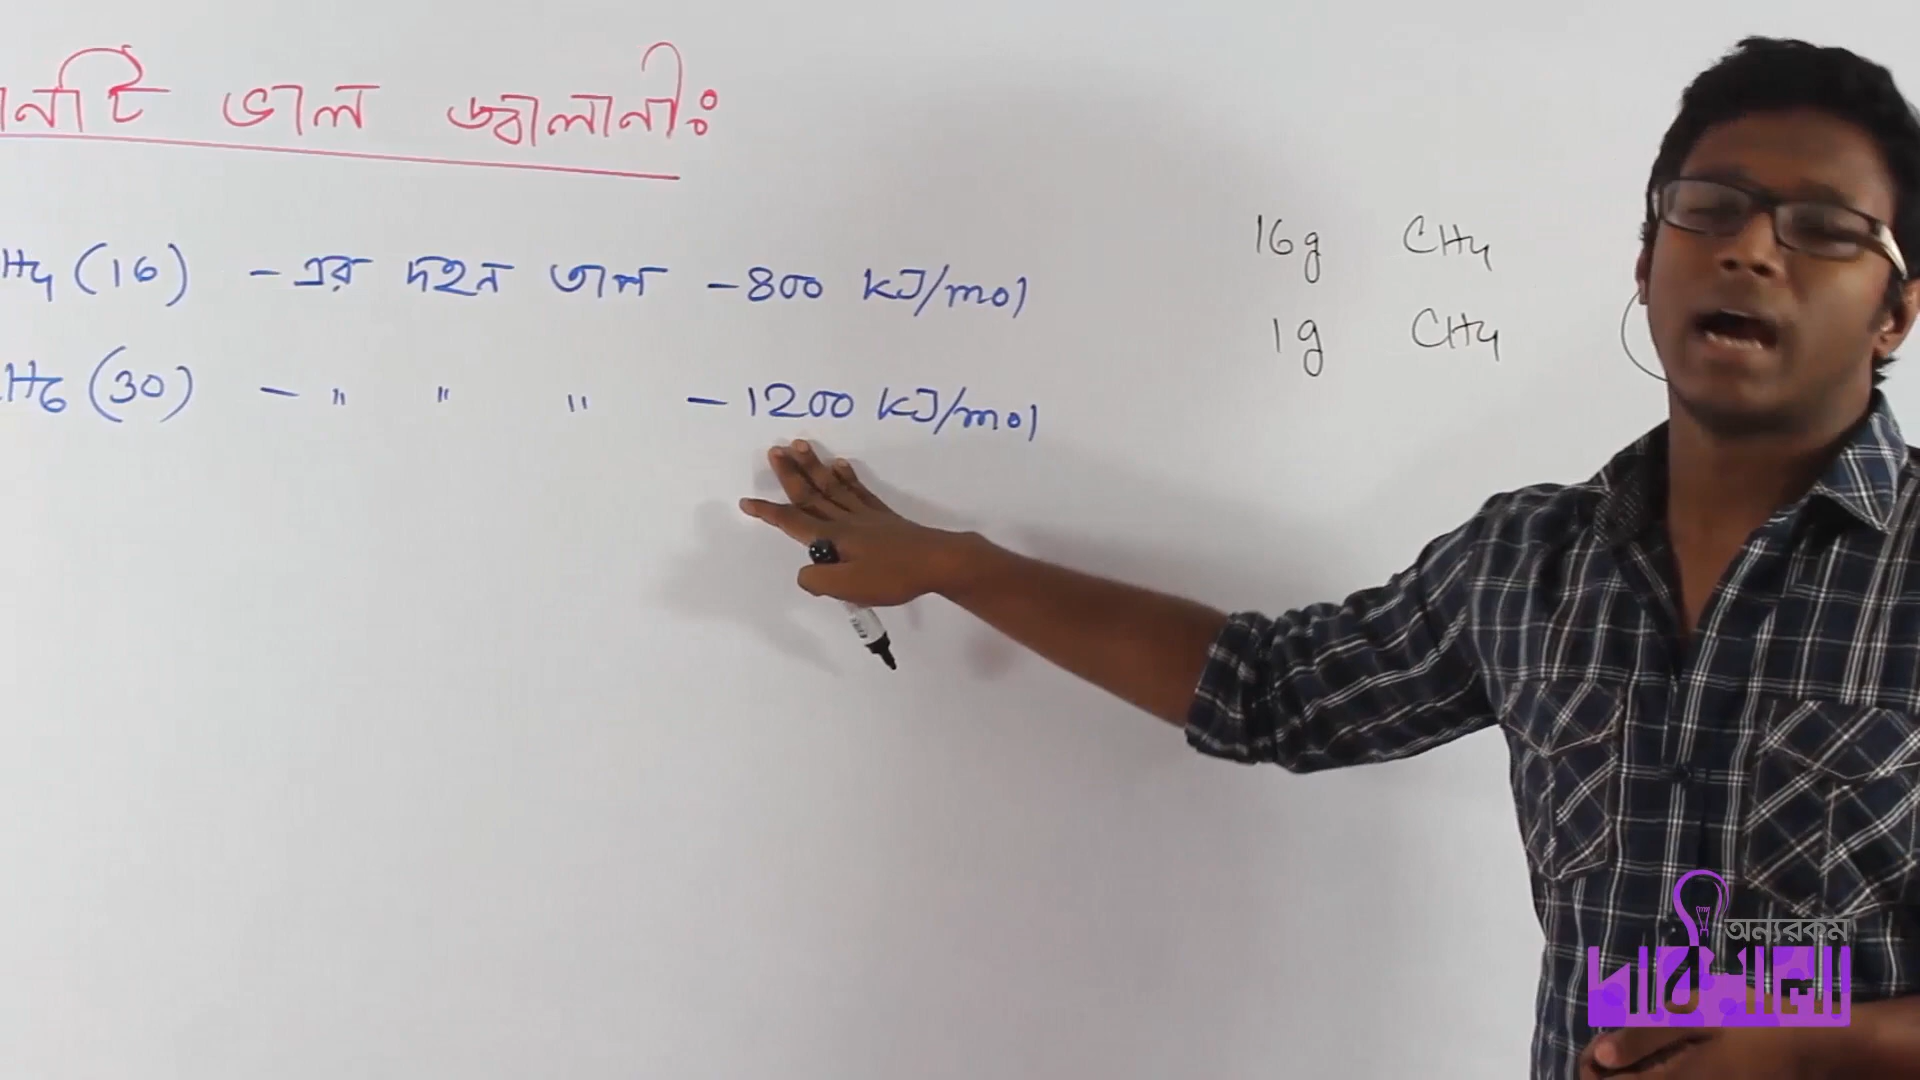 নটি ভাল জ্বালানীঃ
H4 (16) - এর দহন তাপ - 800 kJ/mol
H6 (30) - " " " - 1200 kJ/mol
16g CH4
1g CH4
অন্যরকম
পাঠশালা